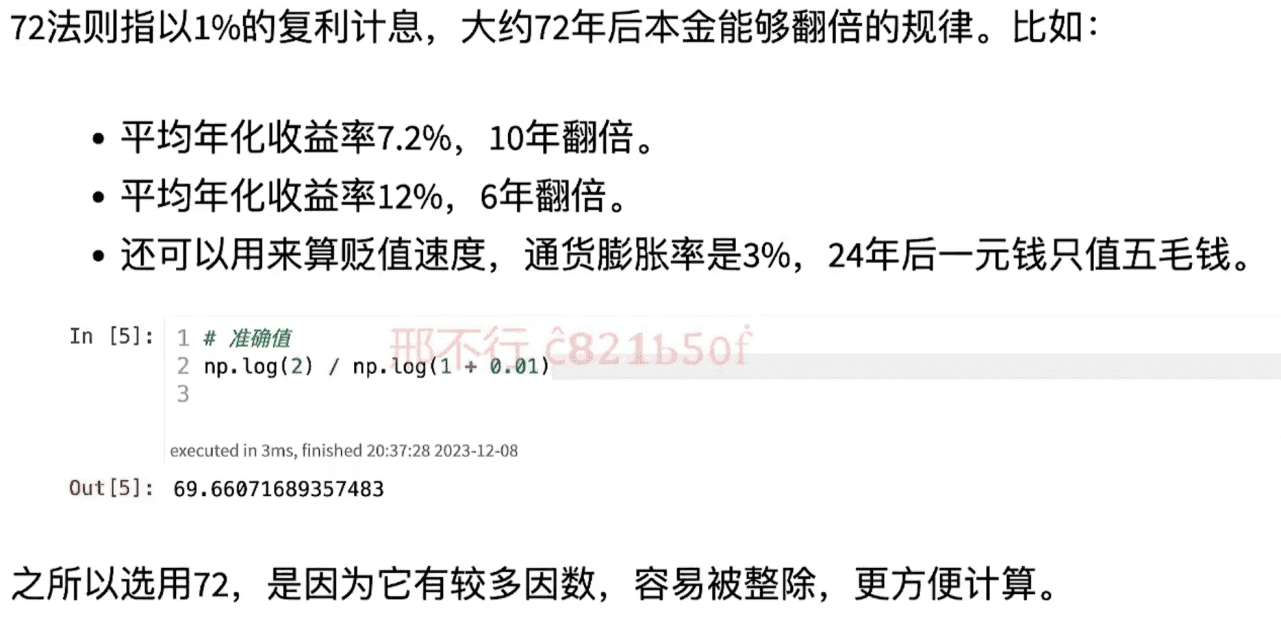 72法则指以1%的复利计息，大约72年后本金能够翻倍的规律。比如：
• 平均年化收益率7.2%，10年翻倍。
• 平均年化收益率12%，6年翻倍。
• 还可以用来算贬值速度，通货膨胀率是3%，24年后一元钱只值五毛钱。
In [5]: 1 # 准确值
2 np.log(2) / np.log(1 + 0.01)
3
邢不行 ĉ821b5oḟ
executed in 3ms, finished 20:37:28 2023-12-08
Out[5]: 69.66071689357483
之所以选用72，是因为它有较多因数，容易被整除，更方便计算。